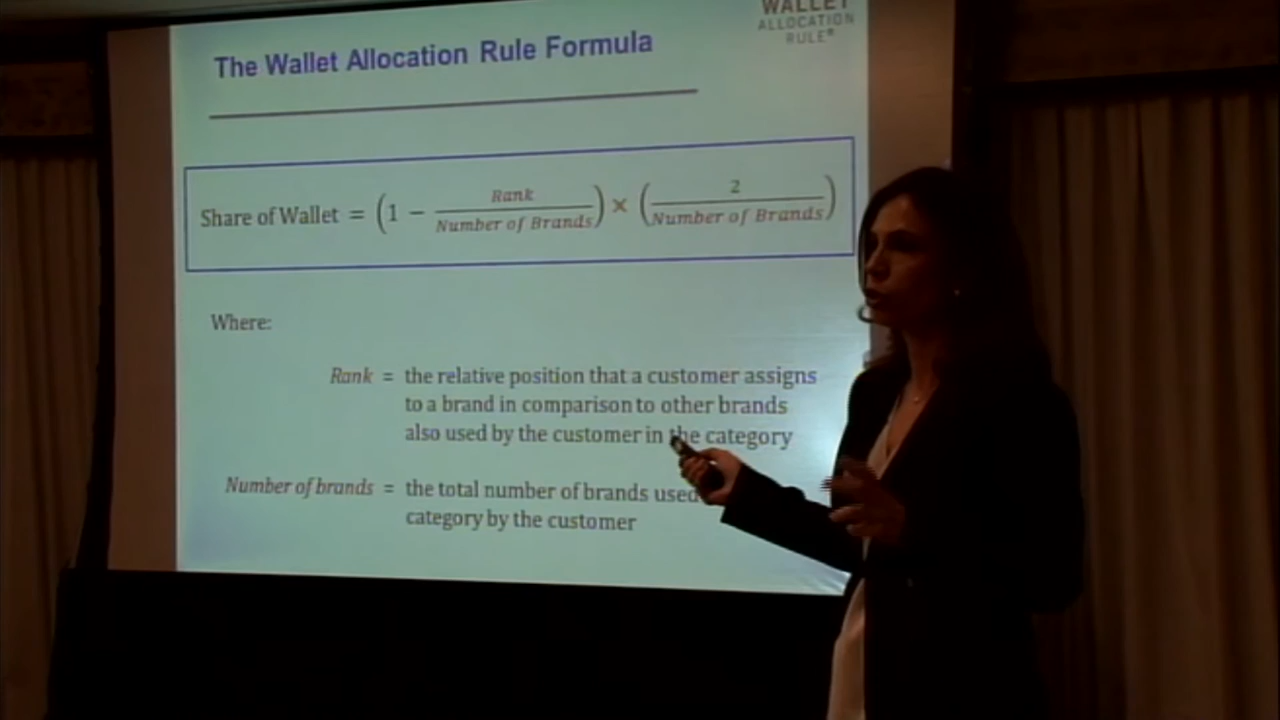 WALLET
ALLOCATION
RULE®
The Wallet Allocation Rule Formula
Share of Wallet = (1 − Rank / Number of Brands) × (2 / Number of Brands)
Where:
Rank = the relative position that a customer assigns
to a brand in comparison to other brands
also used by the customer in the category
Number of brands = the total number of brands used
category by the customer